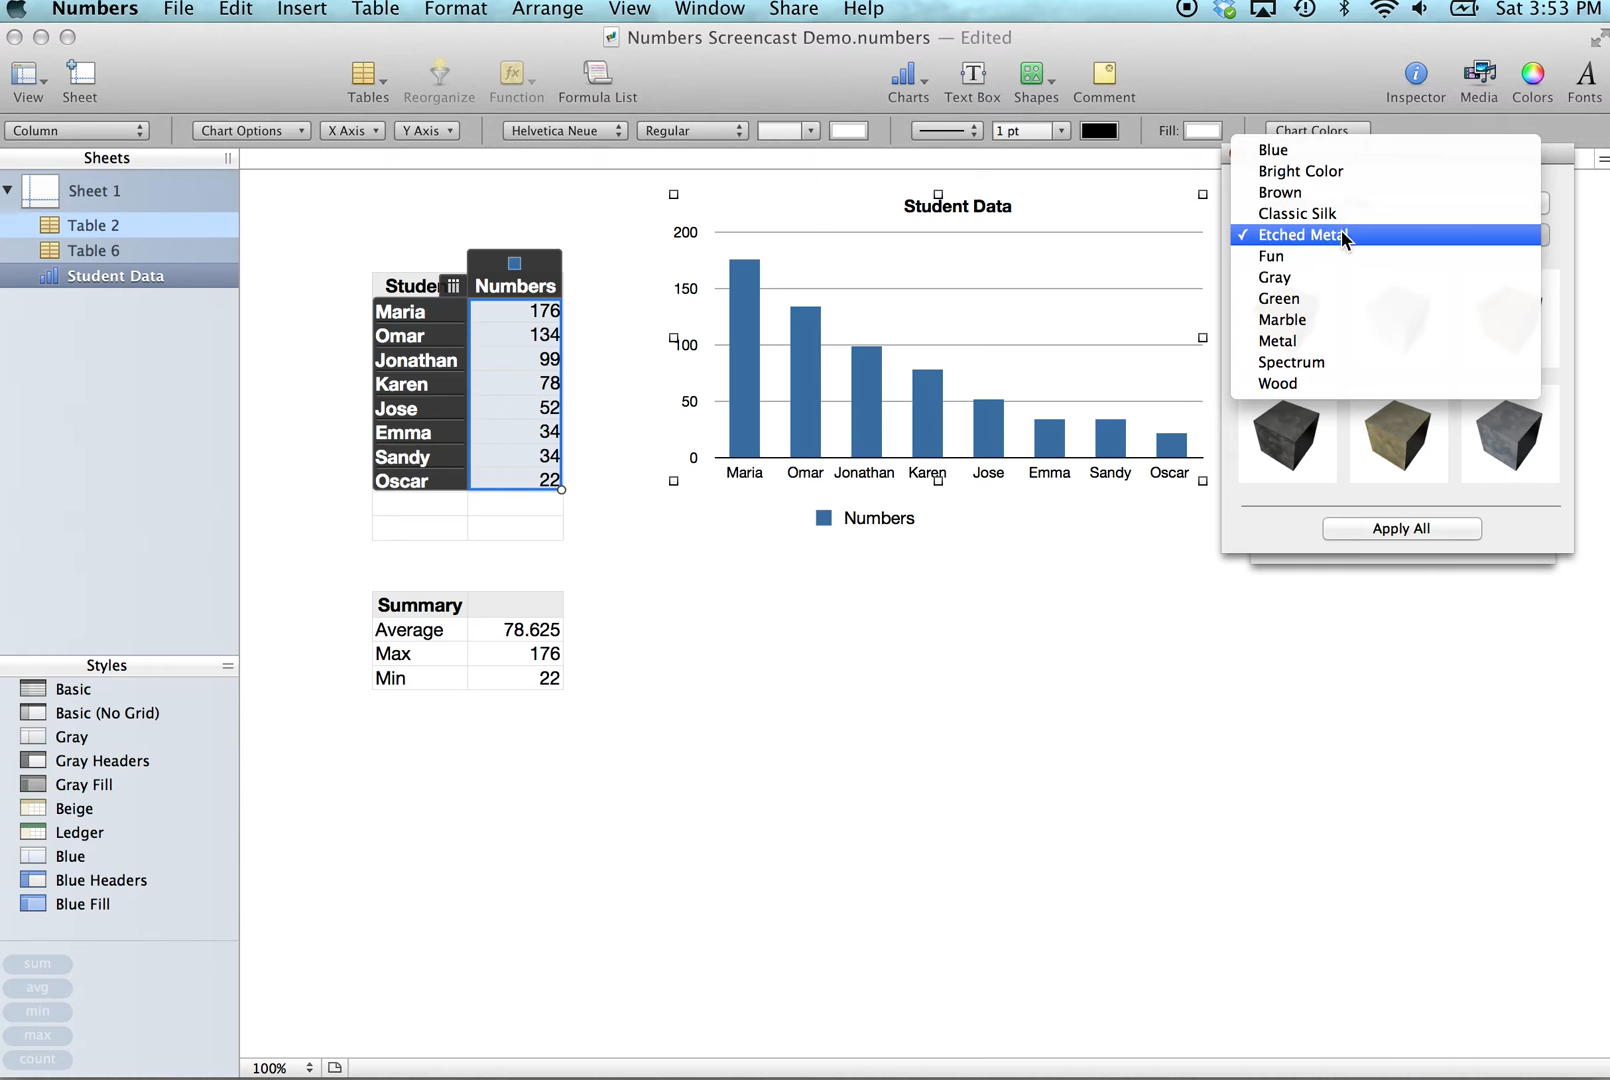 Numbers File Edit Insert Table Format Arrange View Window Share Help Sat 3:53 PM
Numbers Screencast Demo.numbers — Edited
View Sheet Tables Reorganize Function Formula List Charts Text Box Shapes Comment Inspector Media Colors Fonts
Column Chart Options X Axis Y Axis Helvetica Neue Regular 1 pt Fill: Chart Colors
Sheets
Sheet 1
Table 2
Table 6
Student Data
Styles
Basic
Basic (No Grid)
Gray
Gray Headers
Gray Fill
Beige
Ledger
Blue
Blue Headers
Blue Fill
sum
avg
min
max
count
Numbers
Maria 176
Omar 134
Jonathan 99
Karen 78
Jose 52
Emma 34
Sandy 34
Oscar 22
Summary
Average 78.625
Max 176
Min 22
Student Data
200
150
100
50
0
Maria Omar Jonathan Karen Jose Emma Sandy Oscar
Numbers
Blue
Bright Color
Brown
Classic Silk
✓ Etched Metal
Fun
Gray
Green
Marble
Metal
Spectrum
Wood
Apply All
100%